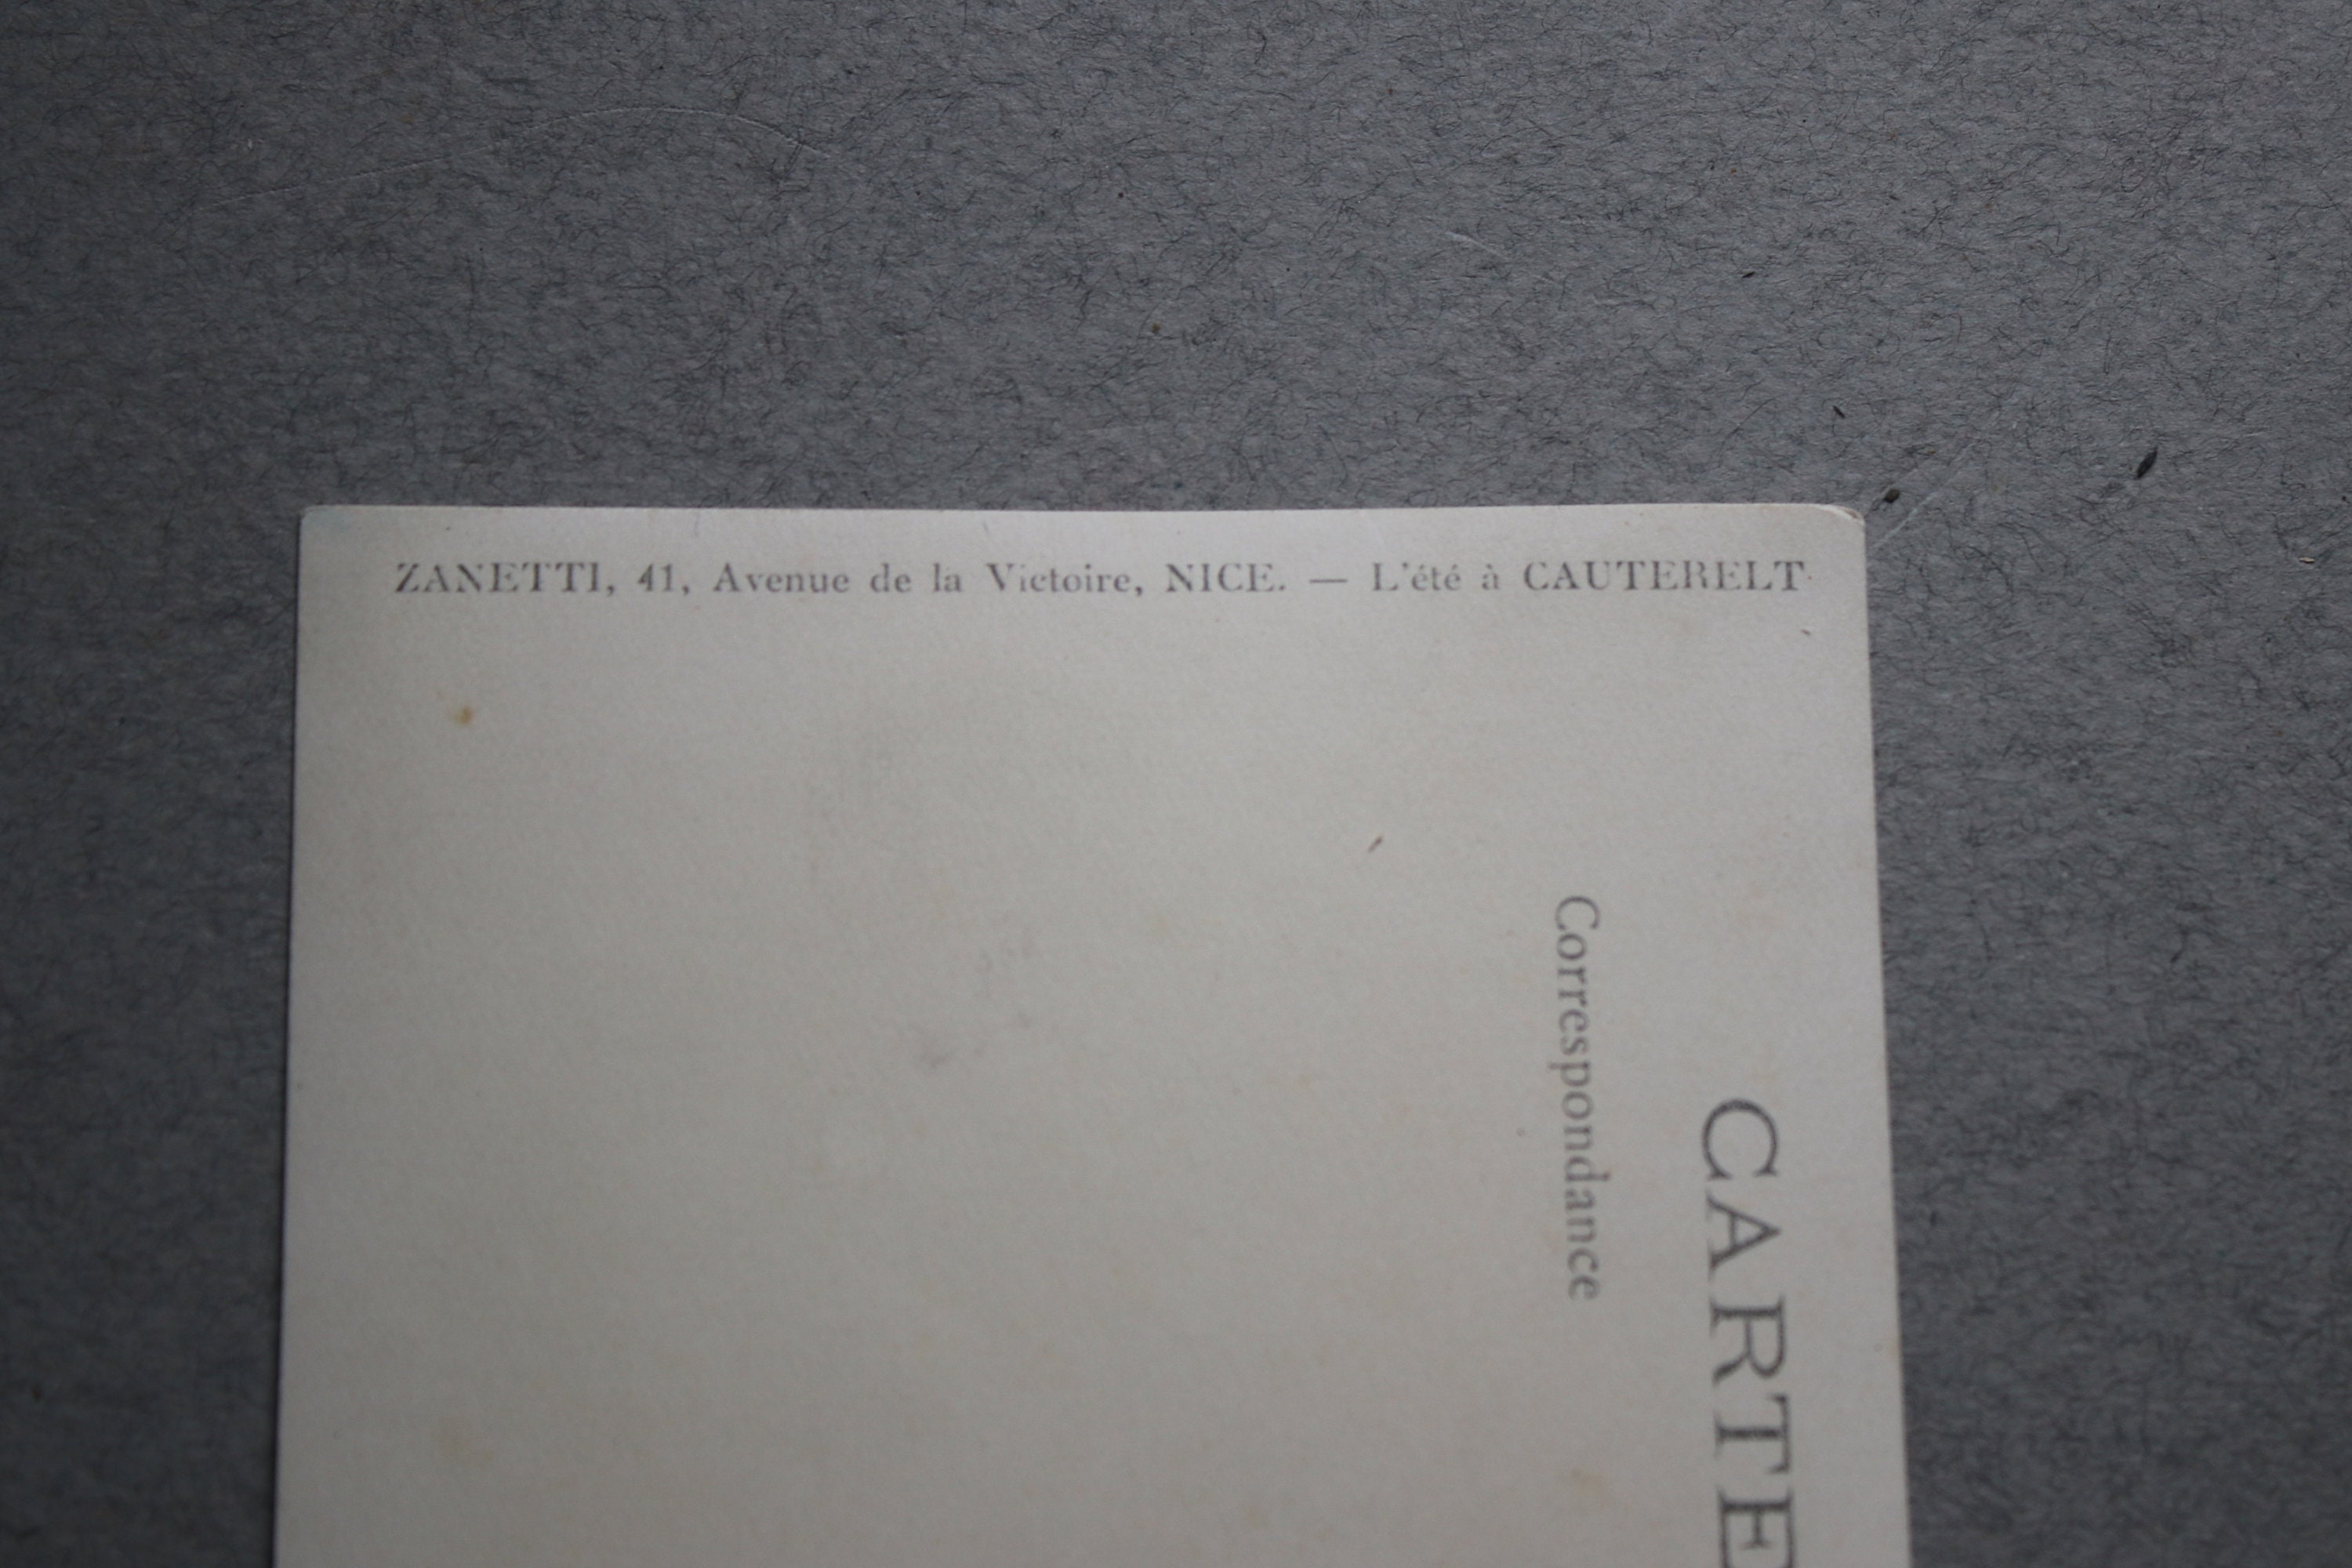 ZANETTI, 41, Avenue de la Victoire, NICE. — L'été à CAUTERELT
Correspondance
CARTE